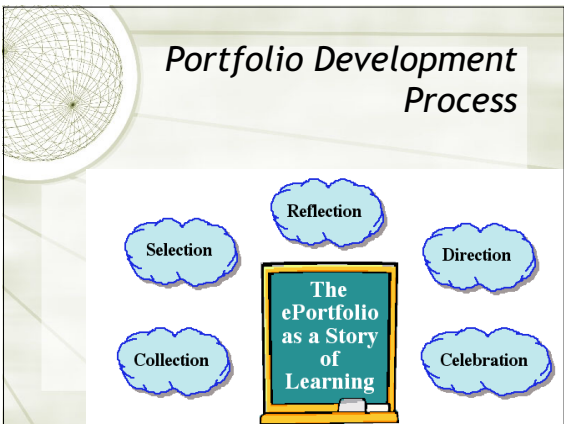 Portfolio Development
Process
Reflection
Selection
Direction
The
ePortfolio
as a Story
of
Learning
Collection
Celebration